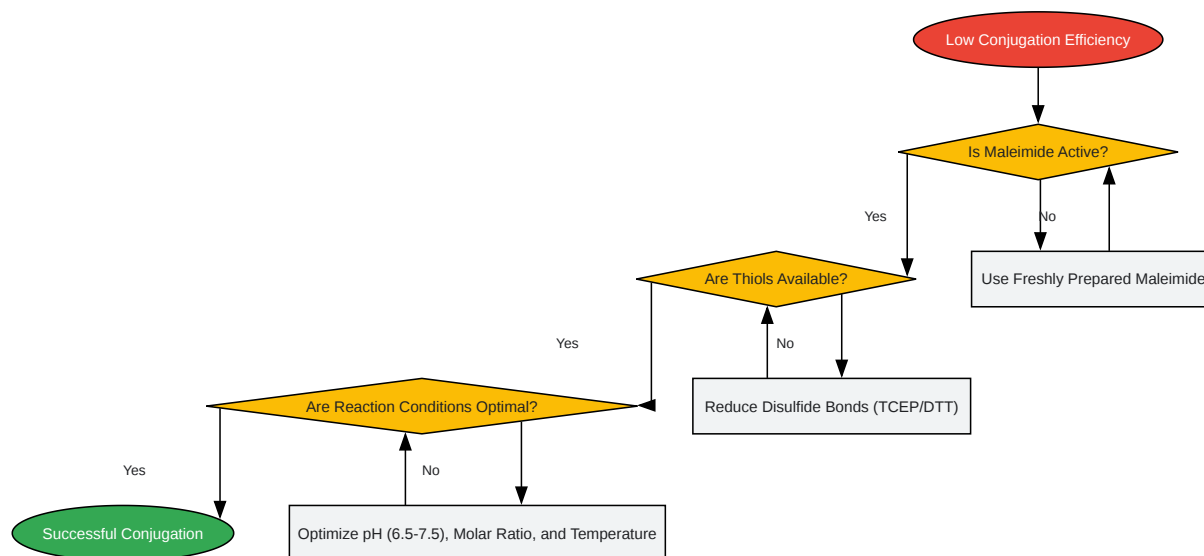 Low Conjugation Efficiency
Is Maleimide Active?
Yes
No
Are Thiols Available?
Use Freshly Prepared Maleimide
Yes
No
Are Reaction Conditions Optimal?
Reduce Disulfide Bonds (TCEP/DTT)
Yes
No
Successful Conjugation
Optimize pH (6.5-7.5), Molar Ratio, and Temperature